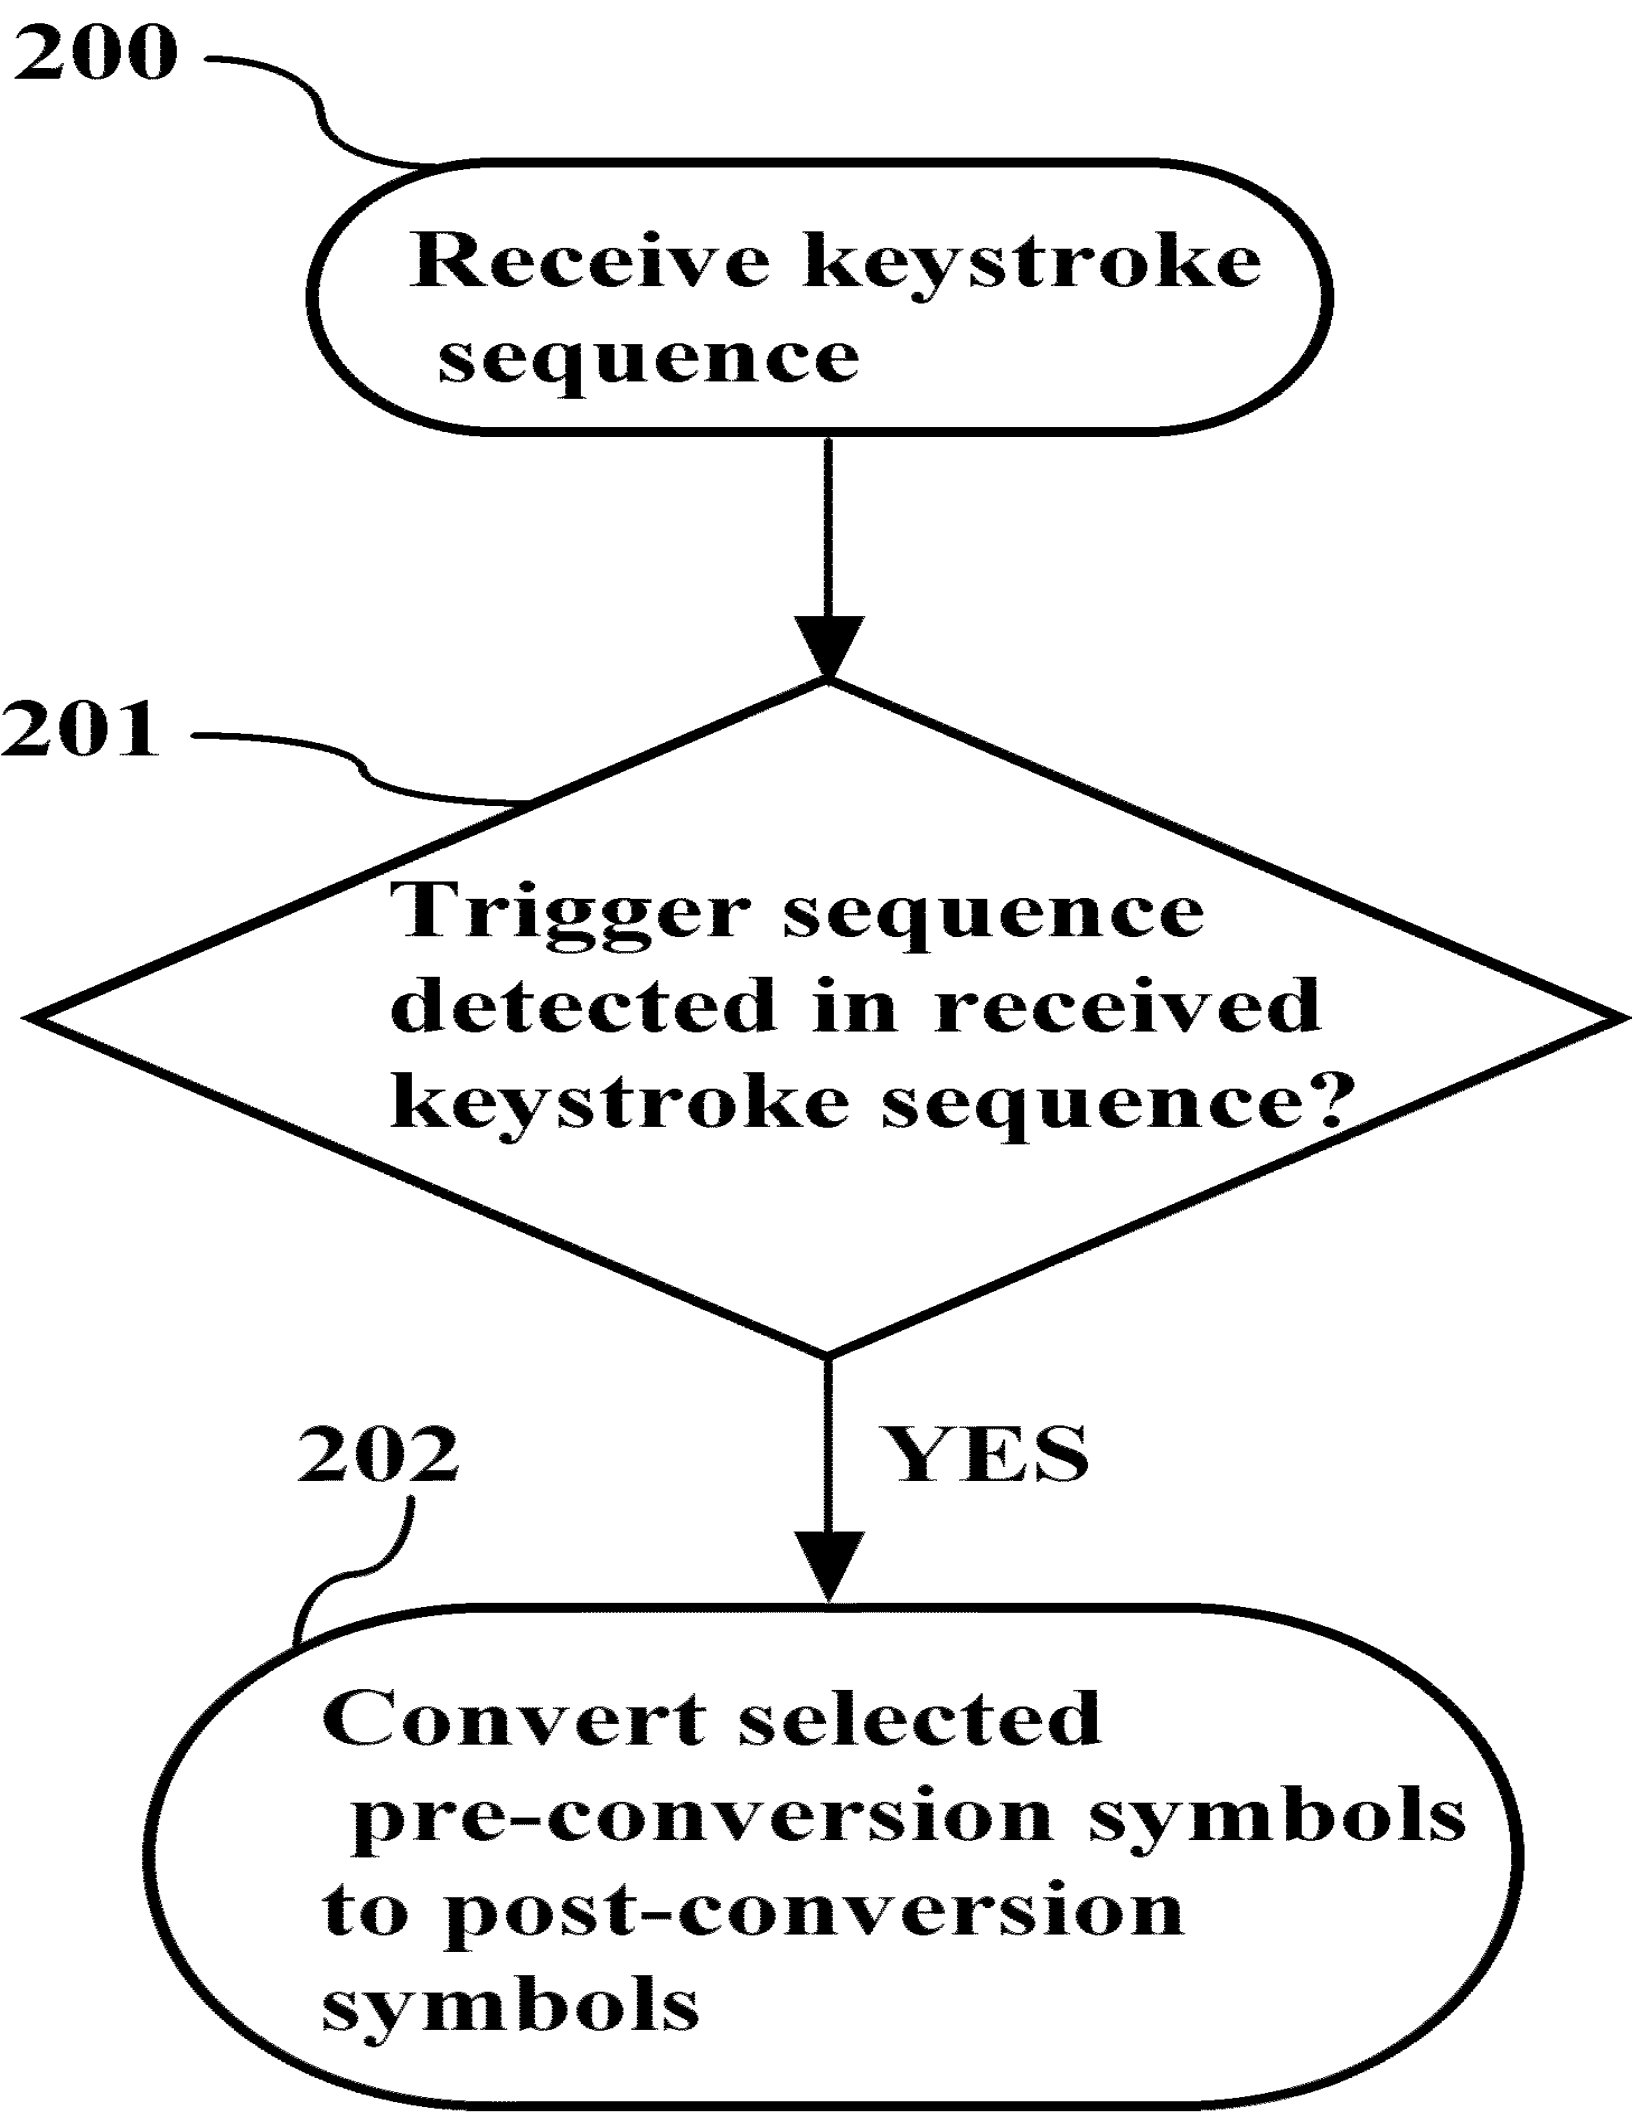 200
Receive keystroke
sequence
201
Trigger sequence
detected in received
keystroke sequence?
202
YES
Convert selected
pre-conversion symbols
to post-conversion
symbols